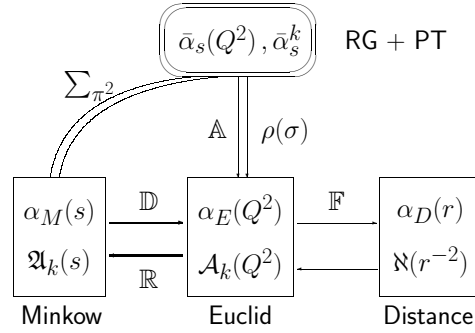 ᾱ_s(Q²) , ᾱ_s^k RG + PT
∑_{π²}
𝔸 ρ(σ)
α_M(s) 𝔻 α_E(Q²) 𝔽 α_D(r)
𝔄_k(s) ℝ 𝒜_k(Q²) ℵ(r⁻²)
Minkow Euclid Distance